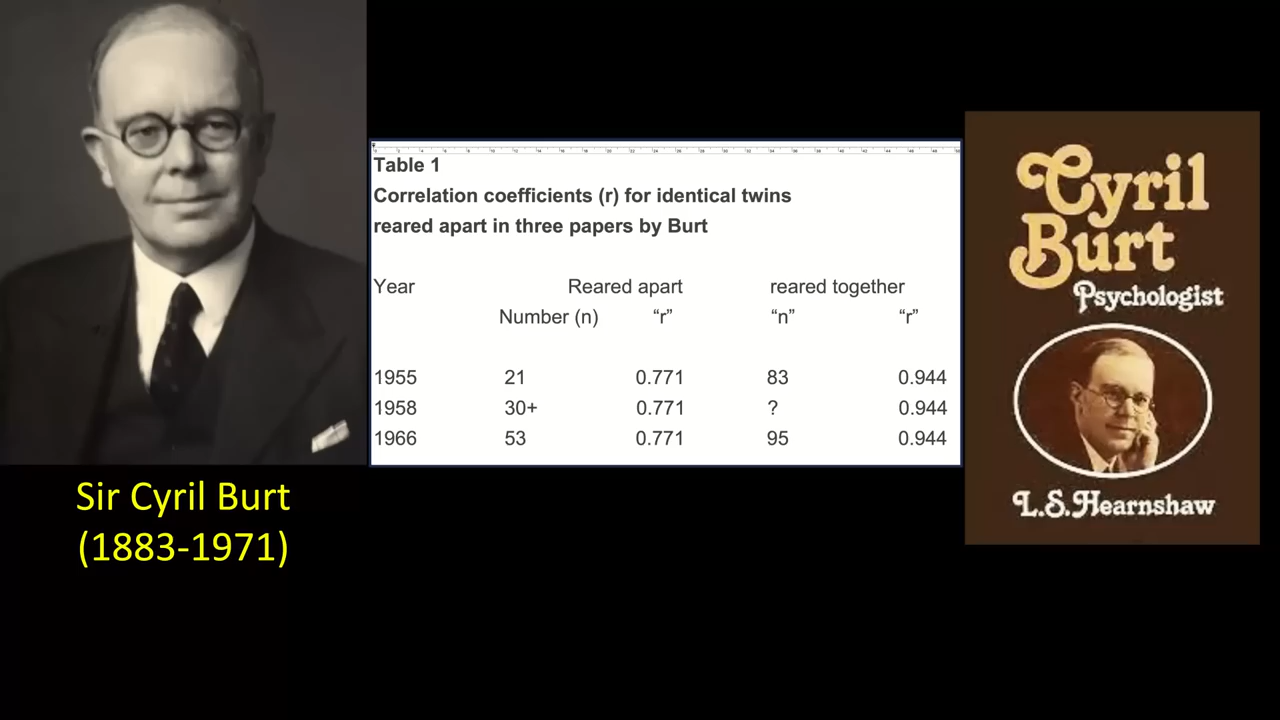 Table 1
Correlation coefficients (r) for identical twins
reared apart in three papers by Burt
Year Reared apart reared together
Number (n) “r” “n” “r”
1955 21 0.771 83 0.944
1958 30+ 0.771 ? 0.944
1966 53 0.771 95 0.944
Sir Cyril Burt
(1883-1971)
Cyril
Burt
Psychologist
L.S.Hearnshaw